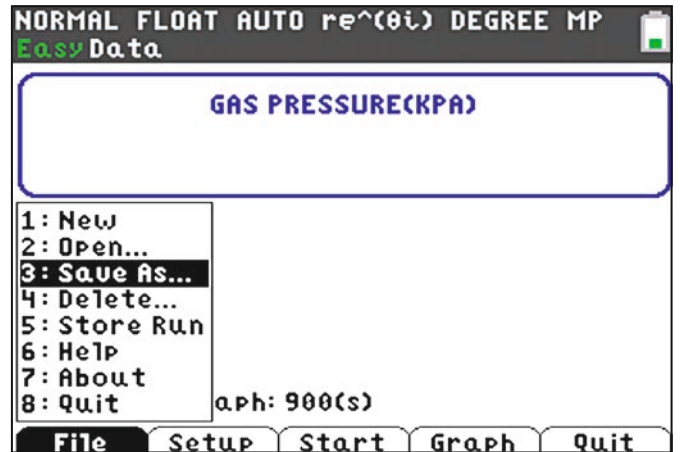 NORMAL FLOAT AUTO re^(θi) DEGREE MP
EasyData
GAS PRESSURE(KPA)
1: New
2: Open...
3: Save As...
4: Delete...
5: Store Run
6: Help
7: About
8: Quit
aph: 900(s)
File Setup Start Graph Quit